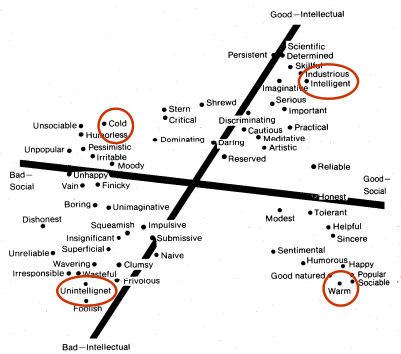 Good—Intellectual
Scientific
Persistent
Determined
Skillful
Industrious
Imaginative
Intelligent
Serious
Important
Shrewd
Stern
Critical
Discriminating
Cold
Unsociable
Humorless
Practical
Cautious
Meditative
Dominating
Daring
Artistic
Unpopular
Pessimistic
Irritable
Reserved
Moody
Reliable
Bad—
Social
Unhappy
Vain
Finicky
Good—
Social
Honest
Boring
Unimaginative
Modest
Tolerant
Dishonest
Squeamish
Impulsive
Helpful
Insignificant
Submissive
Sincere
Unreliable
Superficial
Naive
Sentimental
Wavering
Clumsy
Humorous
Happy
Irresponsible
Wasteful
Frivolous
Good natured
Popular
Sociable
Unintellignet
Warm
Foolish
Bad—Intellectual